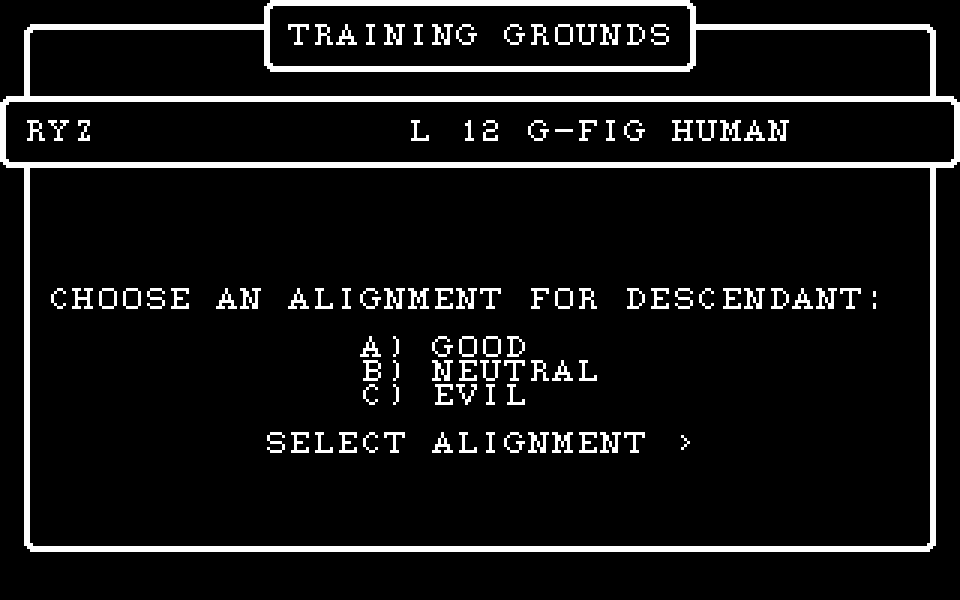 TRAINING GROUNDS
RYZ L 12 G-FIG HUMAN
CHOOSE AN ALIGNMENT FOR DESCENDANT:
A) GOOD
B) NEUTRAL
C) EVIL
SELECT ALIGNMENT >